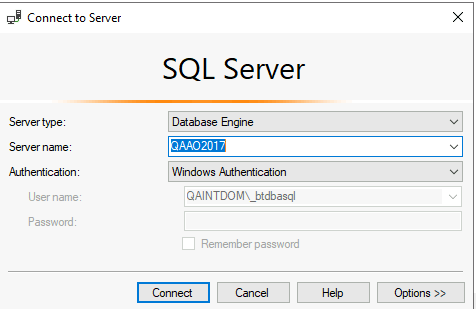 Connect to Server
SQL Server
Server type: Database Engine
Server name: QAAO2017
Authentication: Windows Authentication
User name: QAINTDOM\_btdbasql
Password:
Remember password
Connect Cancel Help Options >>